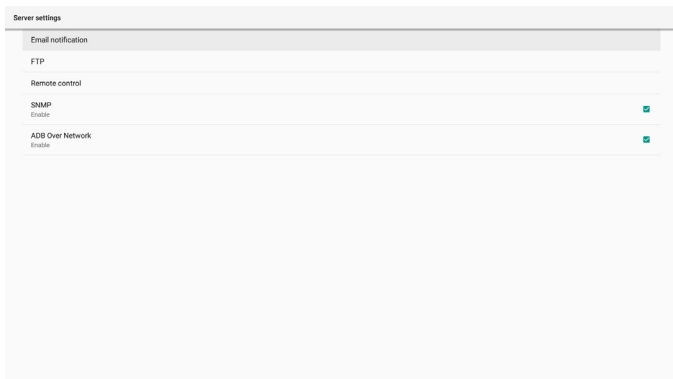 Server settings
Email notification
FTP
Remote control
SNMP
Enable
ADB Over Network
Enable